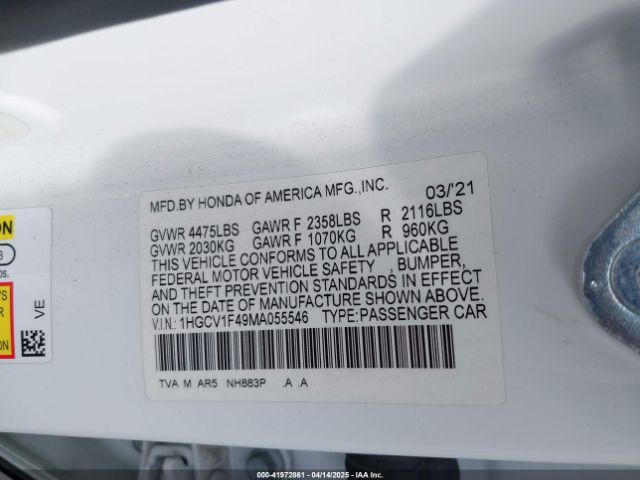 MFD.BY HONDA OF AMERICA MFG.,INC. 03/'21
GVWR 4475LBS GAWR F 2358LBS R 2116LBS
GVWR 2030KG GAWR F 1070KG R 960KG
THIS VEHICLE CONFORMS TO ALL APPLICABLE
FEDERAL MOTOR VEHICLE SAFETY , BUMPER,
AND THEFT PREVENTION STANDARDS IN EFFECT
ON THE DATE OF MANUFACTURE SHOWN ABOVE.
V.I.N.: 1HGCV1F49MA055546 TYPE:PASSENGER CAR
TVA M AR5 NH883P .A .A
VE
000-41972861 - 04/14/2025 - IAAI.COM